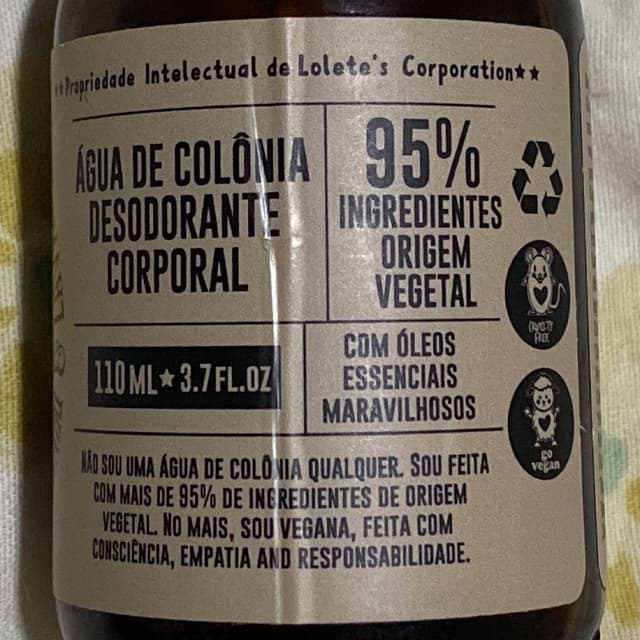 **Propriedade Intelectual de Lolete's Corporation**
ÁGUA DE COLÔNIA
DESODORANTE
CORPORAL
95%
INGREDIENTES
ORIGEM
VEGETAL
CRUELTY
FREE
110 ML★3.7 FL.OZ
COM ÓLEOS
ESSENCIAIS
MARAVILHOSOS
go
vegan
NÃO SOU UMA ÁGUA DE COLÔNIA QUALQUER. SOU FEITA
COM MAIS DE 95% DE INGREDIENTES DE ORIGEM
VEGETAL. NO MAIS, SOU VEGANA, FEITA COM
CONSCIÊNCIA, EMPATIA AND RESPONSABILIDADE.